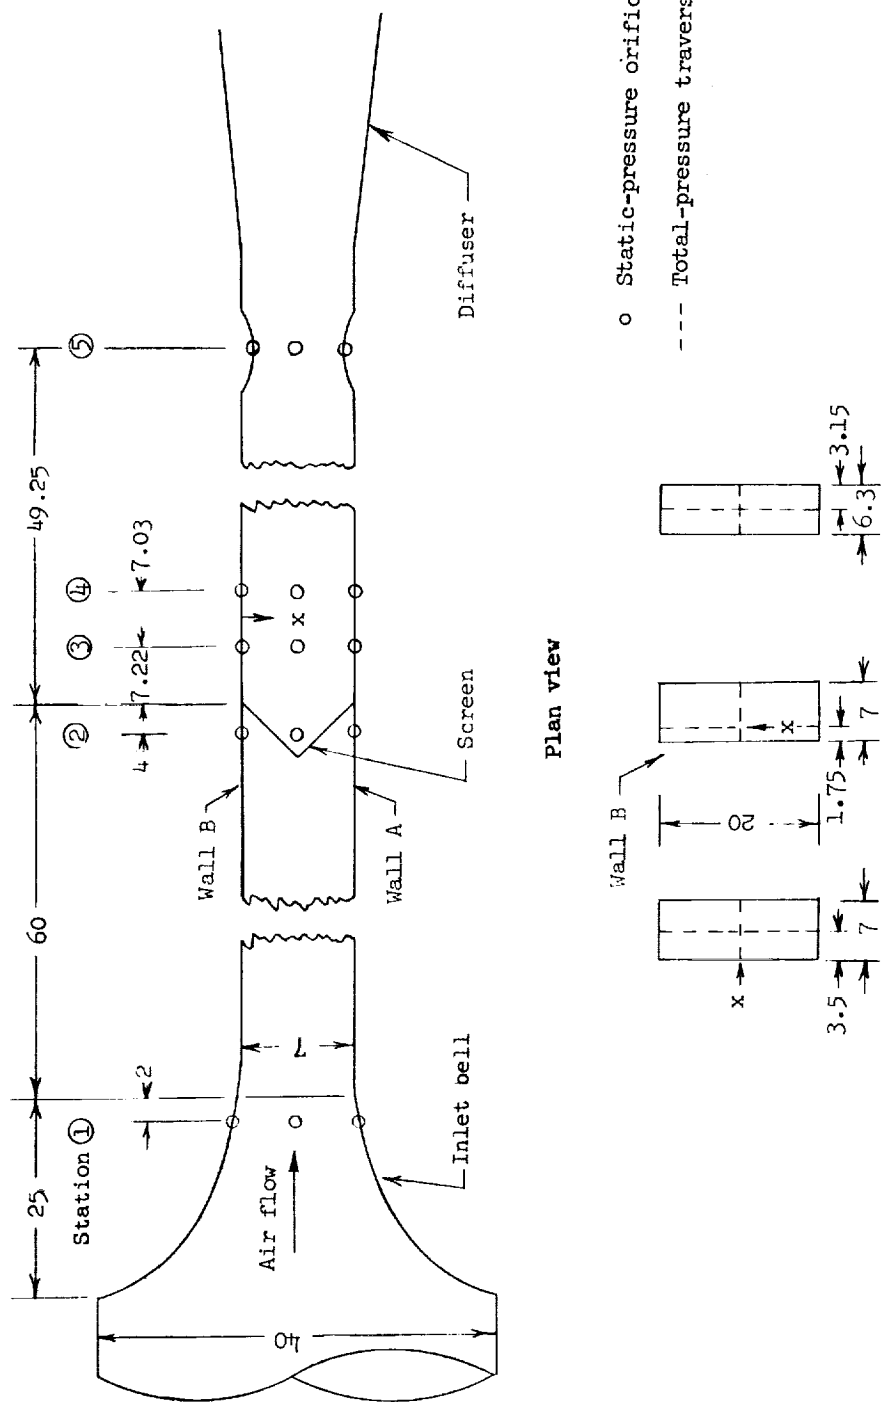 25
60
49.25
Station ①
2
②
③
④
⑤
4
7.22
7.03
40
Air flow
7
Inlet bell
Wall B
Wall A
Screen
x
Diffuser
Plan view
o Static-pressure orific
--- Total-pressure travers
Wall B
x
20
x
3.5
7
1.75
7
3.15
6.3